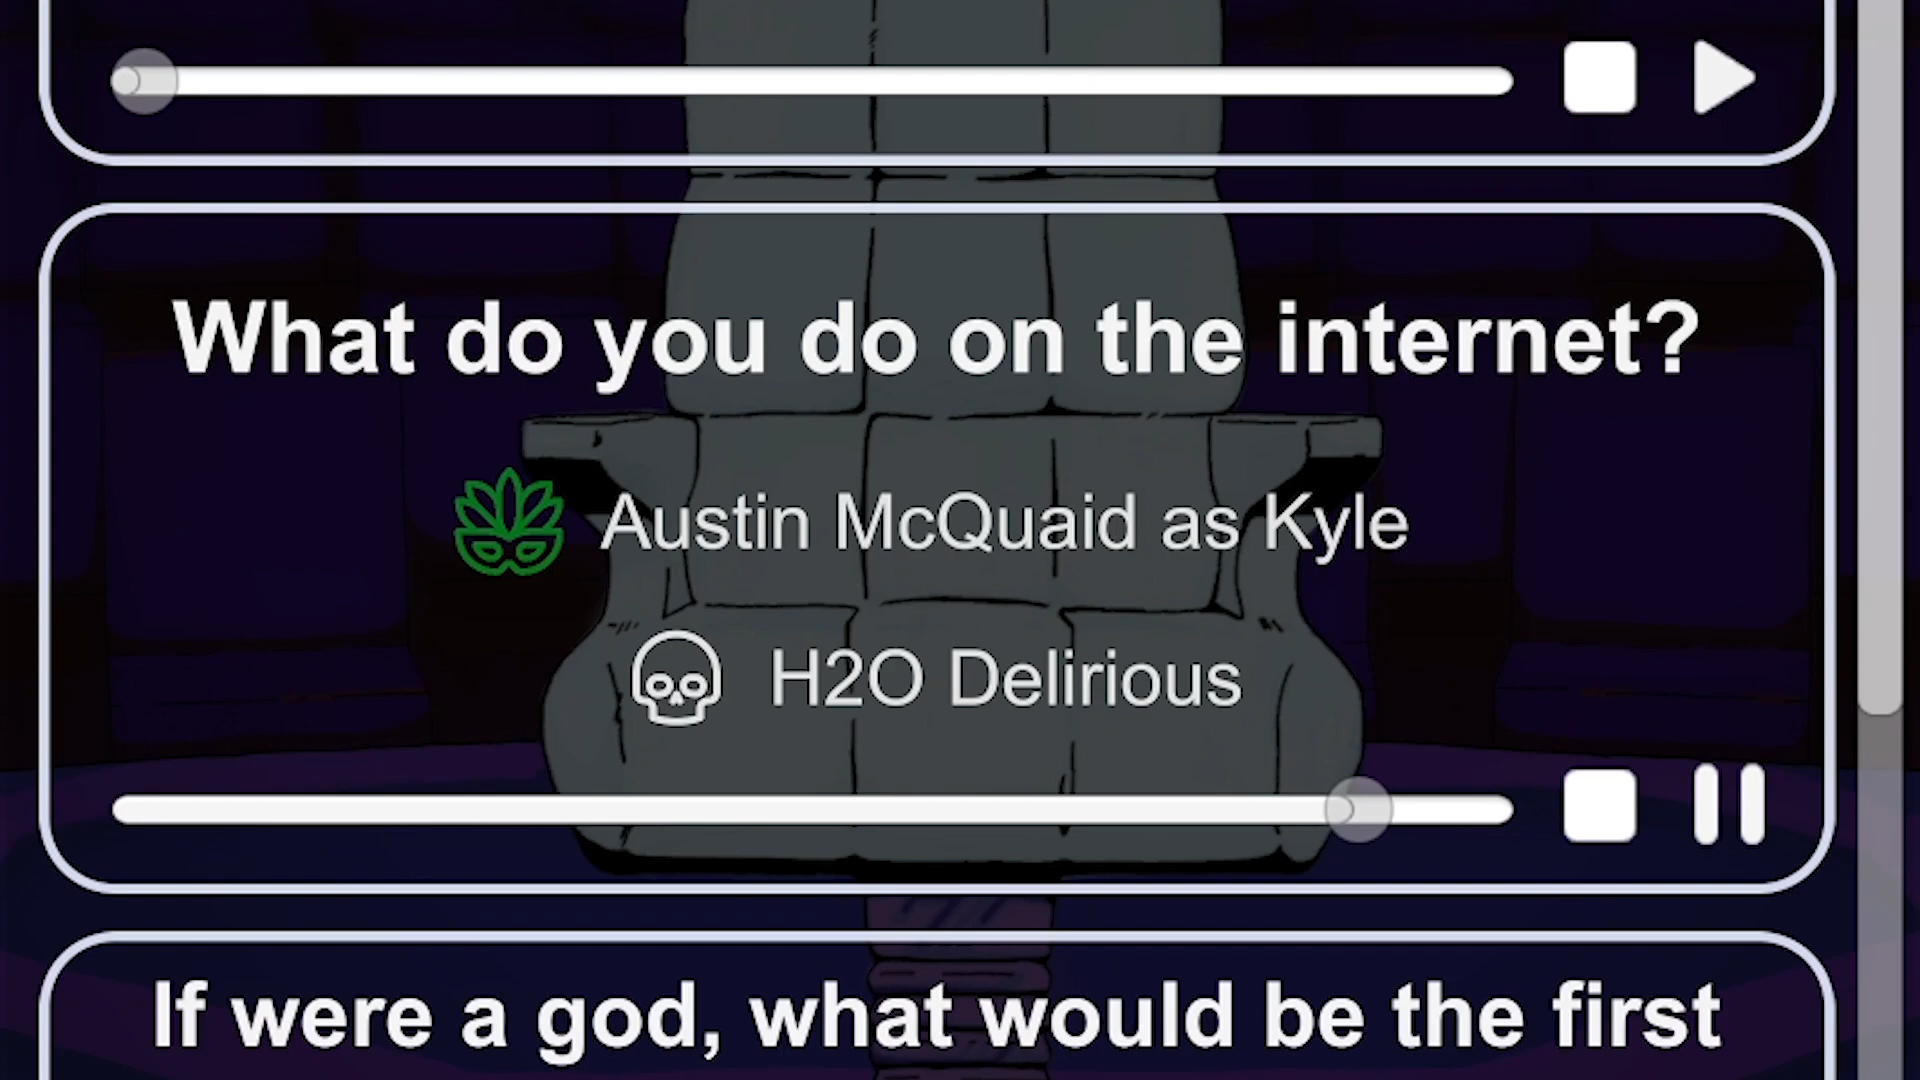 What do you do on the internet?
Austin McQuaid as Kyle
H2O Delirious
If were a god, what would be the first